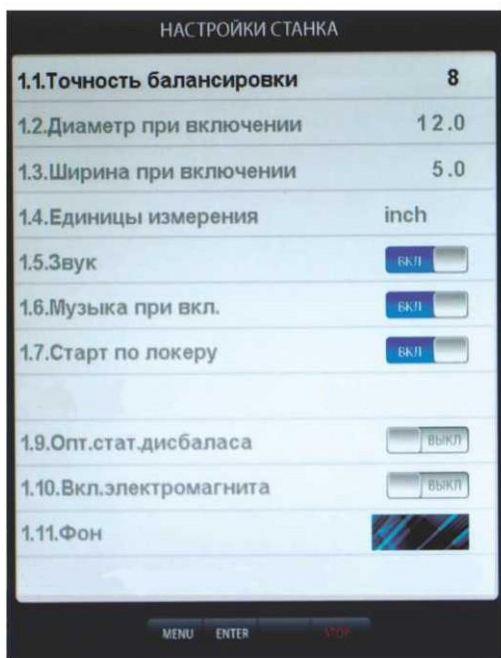 НАСТРОЙКИ СТАНКА
1.1.Точность балансировки 8
1.2.Диаметр при включении 12.0
1.3.Ширина при включении 5.0
1.4.Единицы измерения inch
1.5.Звук ВКЛ
1.6.Музыка при вкл. ВКЛ
1.7.Старт по локеру ВКЛ
1.9.Опт.стат.дисбаласа ВЫКЛ
1.10.Вкл.электромагнита ВЫКЛ
1.11.Фон
MENU ENTER STOP